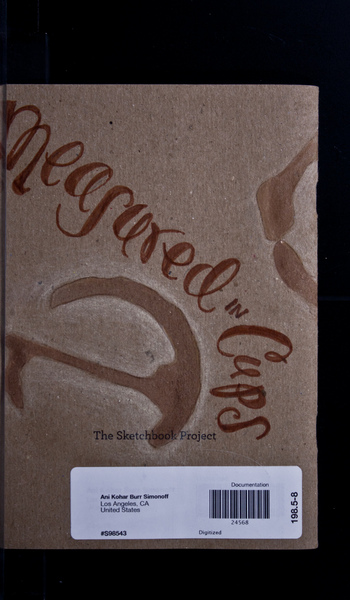 measured
IN
Cups
The Sketchbook Project
Documentation
Ani Kohar Burr Simonoff
Los Angeles, CA
United States
24568
198.5-8
#S98543
Digitized